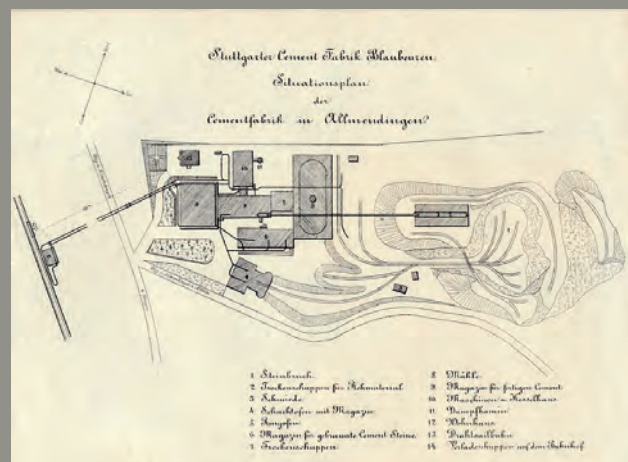 Stuttgarter Cement Fabrik Blaubeuren.
Situationsplan
der
Cementfabrik in Allmendingen
1 Steinbruch.
2 Trockenschuppen für Rohmaterial.
3 Schmiede.
4 Schachtofen mit Magazin
5 Ringofen
6 Magazin für gebrannte Cement Steine.
7 Trockenschuppen.
8 Mühle.
9 Magazin für fertigen Cement.
10 Maschinen u. Kesselhaus.
11 Dampfkamin
12 Wohnhaus.
13 Drahtseilbahn
14 Verladeschuppen auf dem Bahnhof.